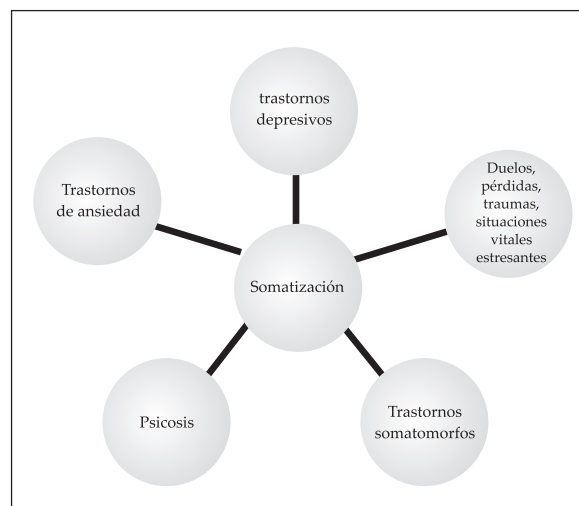 trastornos
depresivos
Trastornos
de ansiedad
Duelos,
pérdidas,
traumas,
situaciones
vitales
estresantes
Somatización
Psicosis
Trastornos
somatomorfos